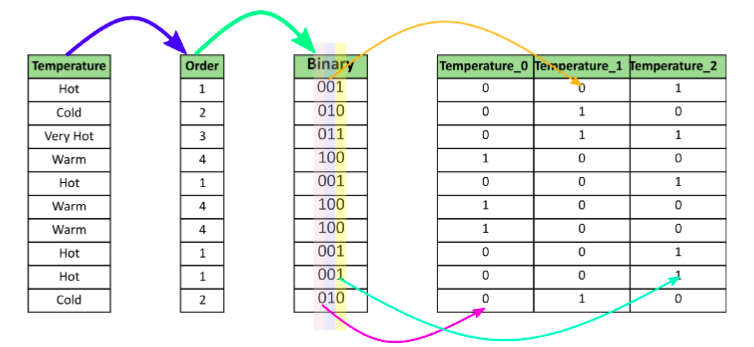 Temperature Order Binary Temperature_0 Temperature_1 Temperature_2
Hot 1 001 0 0 1
Cold 2 010 0 1 0
Very Hot 3 011 0 1 1
Warm 4 100 1 0 0
Hot 1 001 0 0 1
Warm 4 100 1 0 0
Warm 4 100 1 0 0
Hot 1 001 0 0 1
Hot 1 001 0 0 1
Cold 2 010 0 1 0